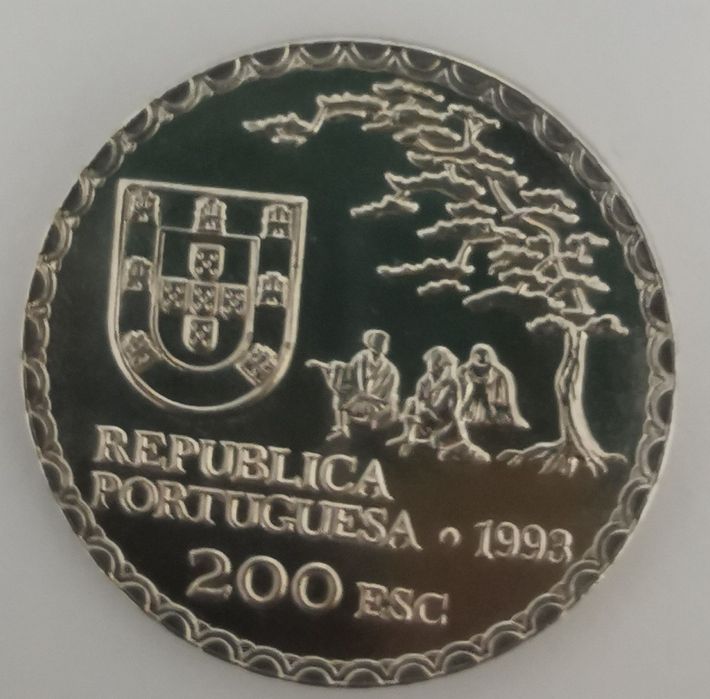 REPUBLICA
PORTUGUESA • 1993
200 ESC